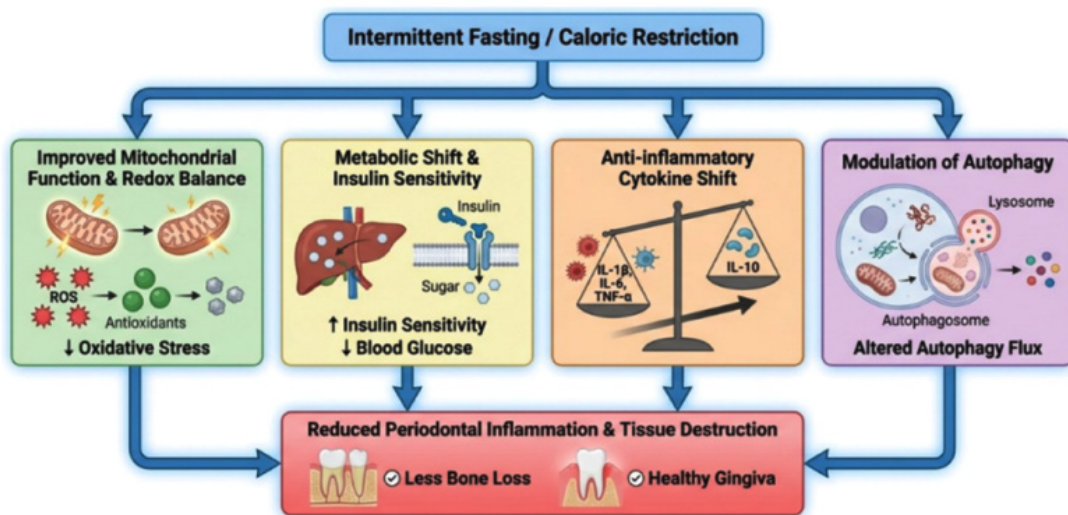 Intermittent Fasting / Caloric Restriction
Improved Mitochondrial
Function & Redox Balance
ROS
Antioxidants
↓ Oxidative Stress
Metabolic Shift &
Insulin Sensitivity
Insulin
Sugar
↑ Insulin Sensitivity
↓ Blood Glucose
Anti-inflammatory
Cytokine Shift
IL-1β,
IL-6,
TNF-α
IL-10
Modulation of Autophagy
Lysosome
Autophagosome
Altered Autophagy Flux
Reduced Periodontal Inflammation & Tissue Destruction
Less Bone Loss
Healthy Gingiva